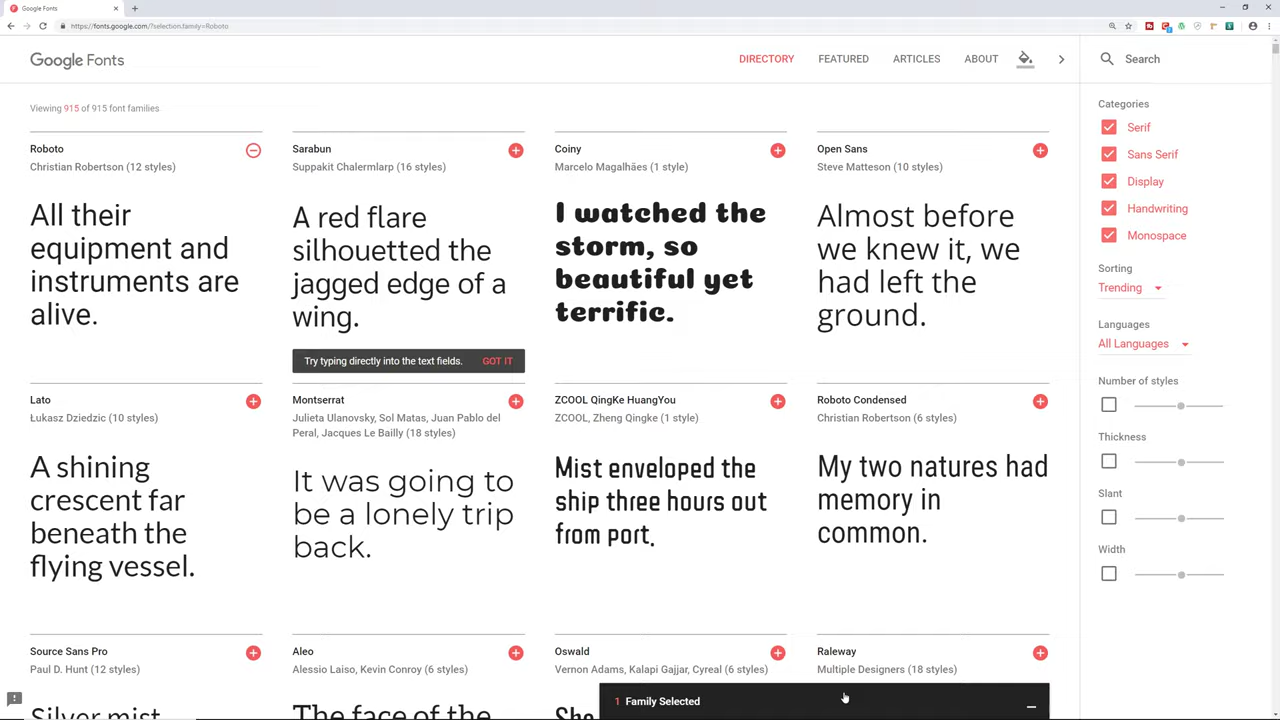 Google Fonts
https://fonts.google.com/?selection.family=Roboto
Google Fonts
DIRECTORY
FEATURED
ARTICLES
ABOUT
Search
Viewing 915 of 915 font families
Roboto
Christian Robertson (12 styles)
All their
equipment and
instruments are
alive.
Sarabun
Suppakit Chalermlarp (16 styles)
A red flare
silhouetted the
jagged edge of a
wing.
Try typing directly into the text fields. GOT IT
Coiny
Marcelo Magalhães (1 style)
I watched the
storm, so
beautiful yet
terrific.
Open Sans
Steve Matteson (10 styles)
Almost before
we knew it, we
had left the
ground.
Lato
Łukasz Dziedzic (10 styles)
A shining
crescent far
beneath the
flying vessel.
Montserrat
Julieta Ulanovsky, Sol Matas, Juan Pablo del
Peral, Jacques Le Bailly (18 styles)
It was going to
be a lonely trip
back.
ZCOOL QingKe HuangYou
ZCOOL, Zheng Qingke (1 style)
Mist enveloped the
ship three hours out
from port.
Roboto Condensed
Christian Robertson (6 styles)
My two natures had
memory in
common.
Source Sans Pro
Paul D. Hunt (12 styles)
Silver mist
Aleo
Alessio Laiso, Kevin Conroy (6 styles)
The face of the
Oswald
Vernon Adams, Kalapi Gajjar, Cyreal (6 styles)
She
Raleway
Multiple Designers (18 styles)
1 Family Selected
Categories
Serif
Sans Serif
Display
Handwriting
Monospace
Sorting
Trending
Languages
All Languages
Number of styles
Thickness
Slant
Width